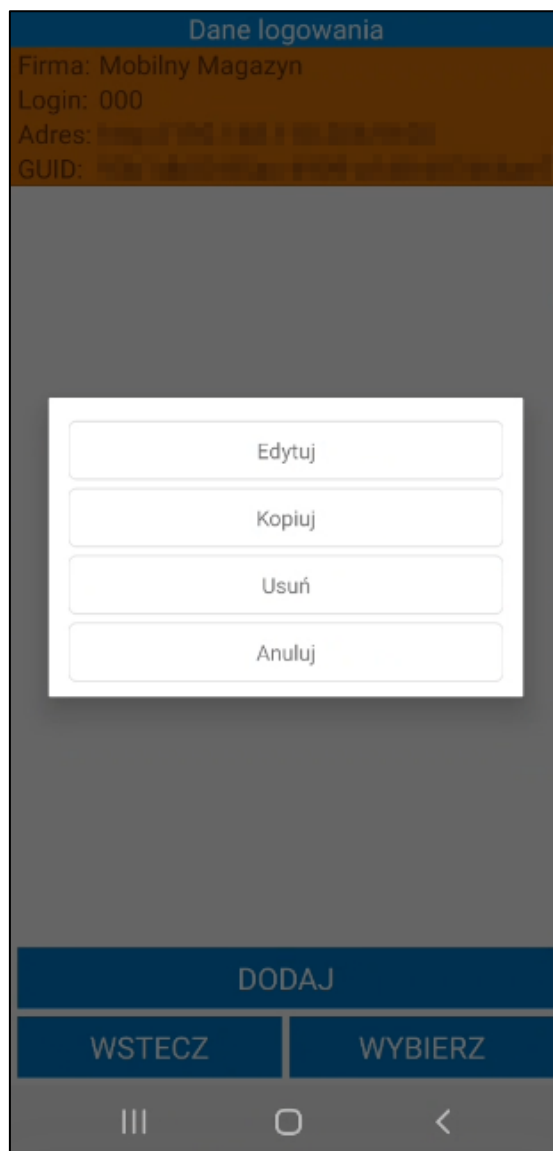 Dane logowania
Firma: Mobilny Magazyn
Login: 000
Adres:
GUID:
Edytuj
Kopiuj
Usuń
Anuluj
DODAJ
WSTECZ WYBIERZ